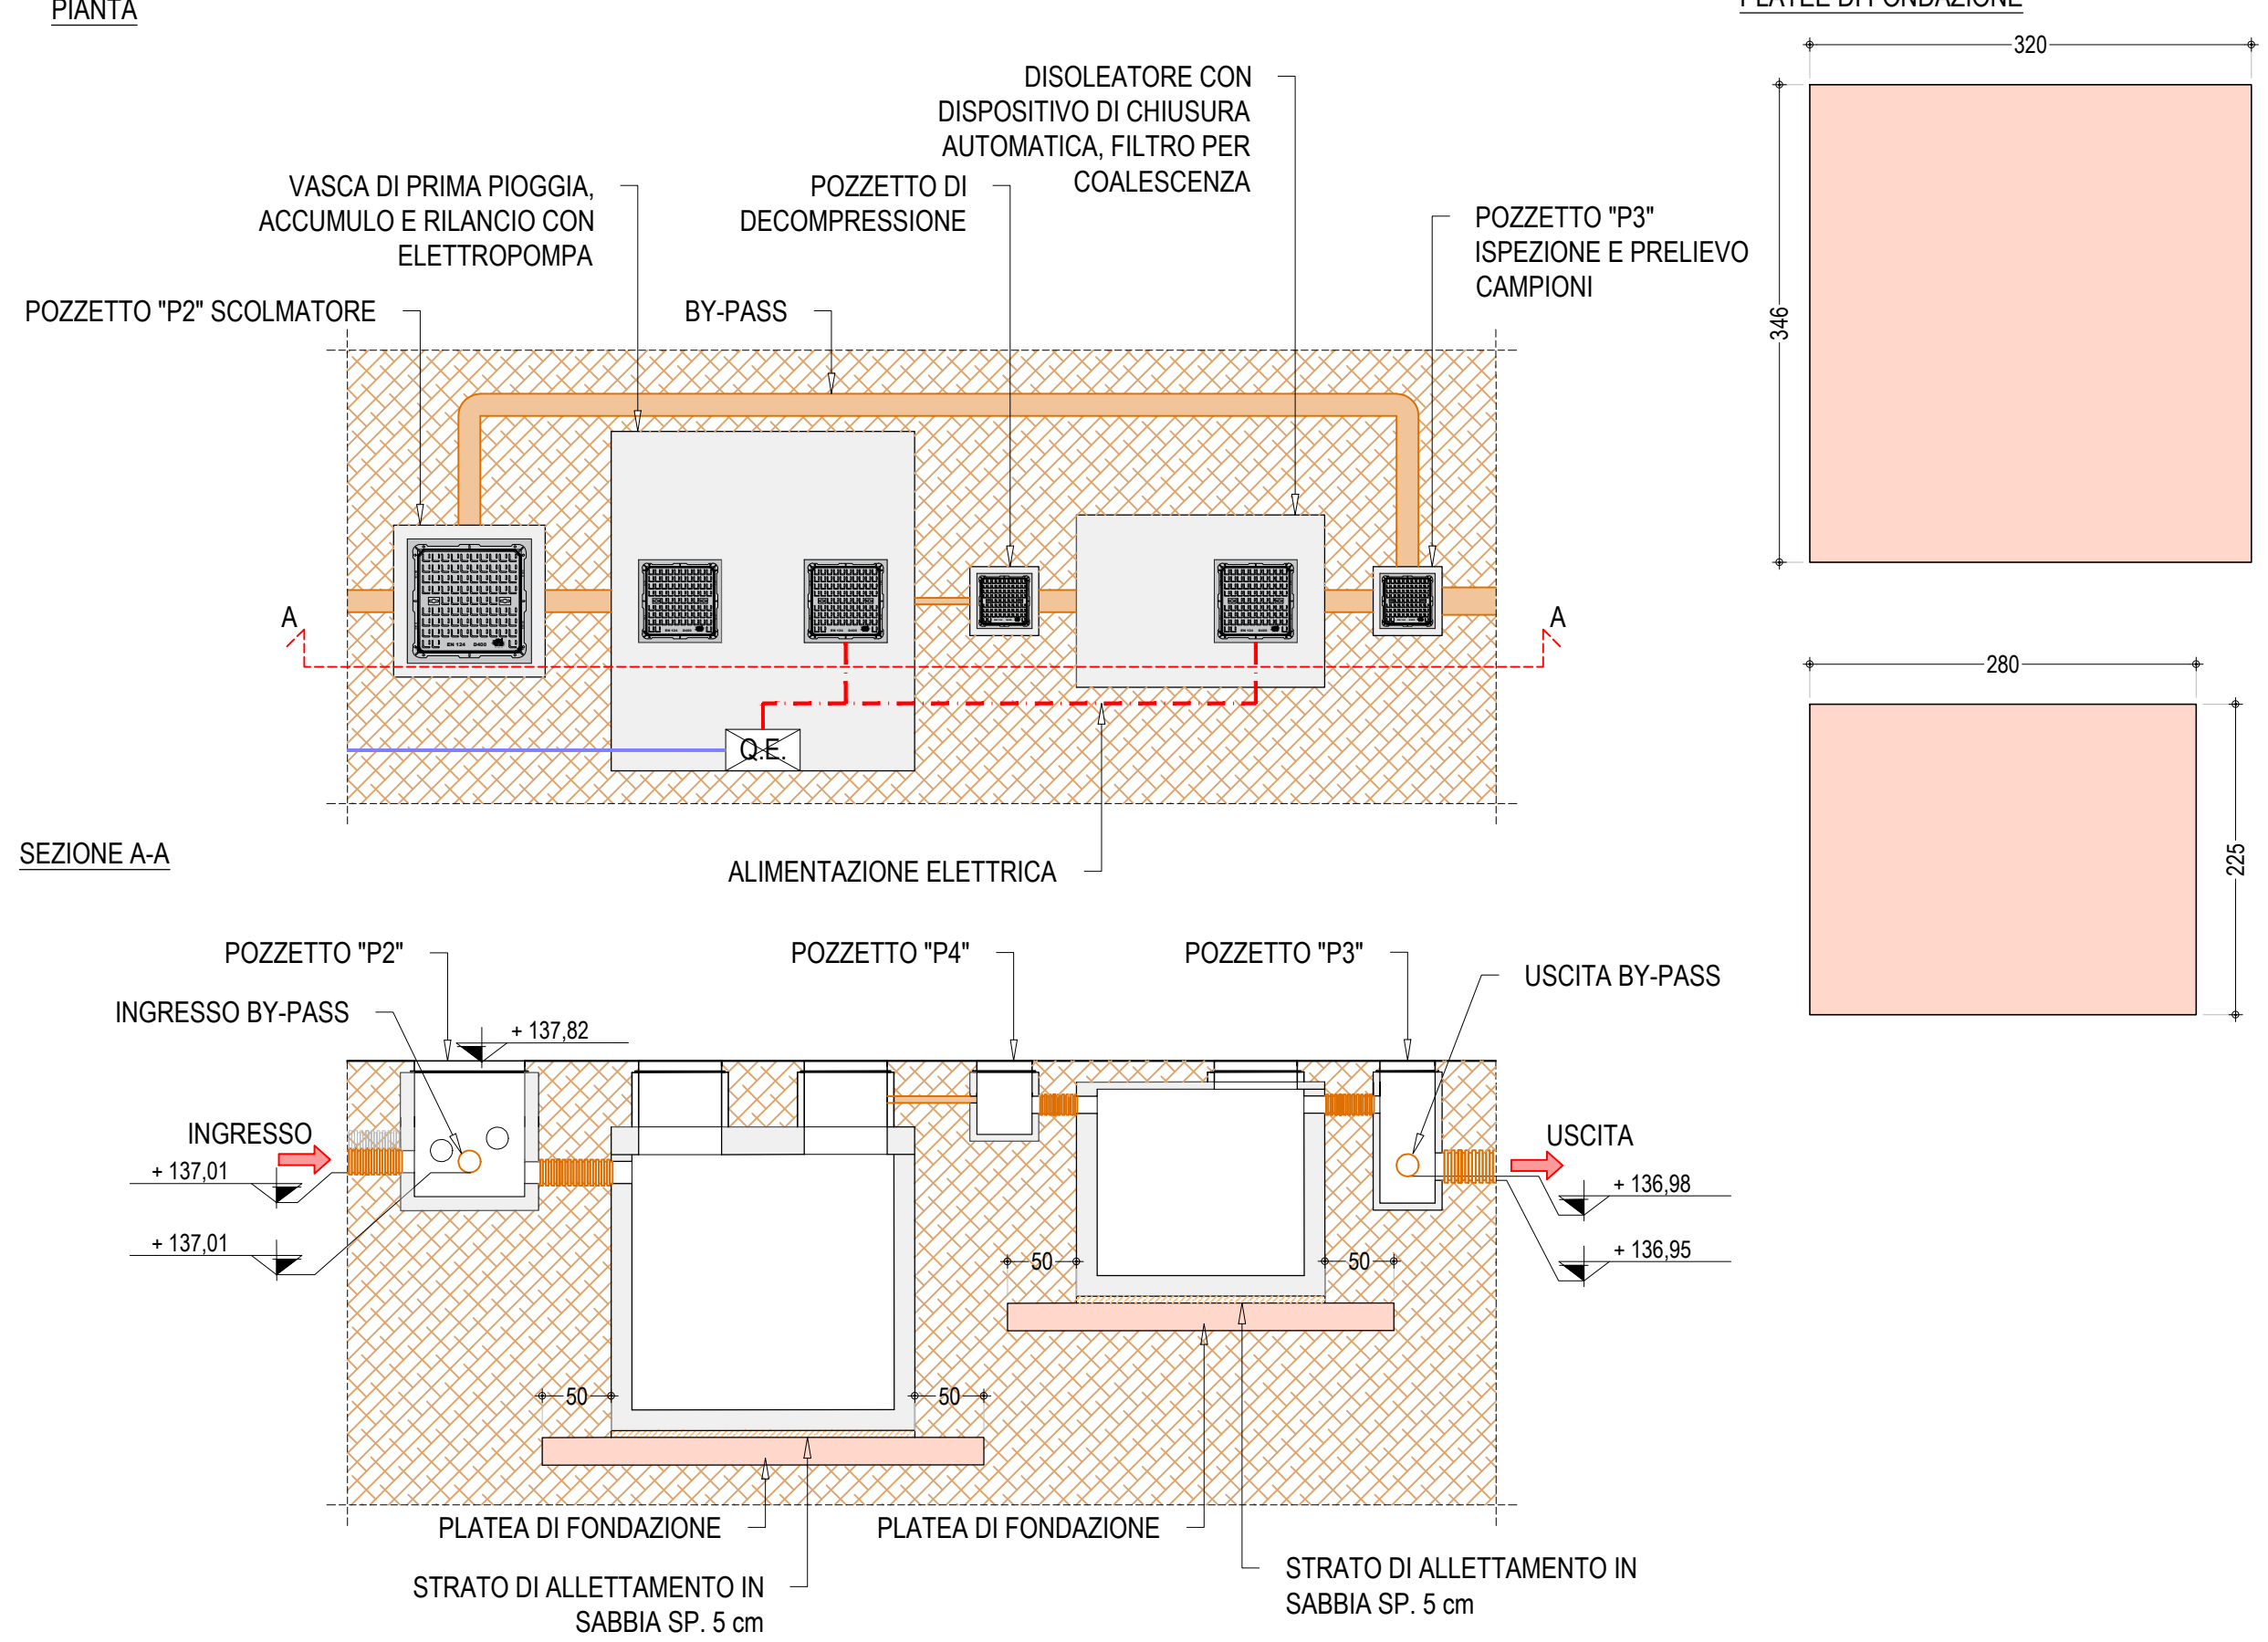 PIANTA
PLATEE DI FONDAZIONE
320
346
DISOLEATORE CON
DISPOSITIVO DI CHIUSURA
AUTOMATICA, FILTRO PER
COALESCENZA
VASCA DI PRIMA PIOGGIA,
ACCUMULO E RILANCIO CON
ELETTROPOMPA
POZZETTO DI
DECOMPRESSIONE
POZZETTO "P3"
ISPEZIONE E PRELIEVO
CAMPIONI
POZZETTO "P2" SCOLMATORE
BY-PASS
EN 124 D400
A
A
Q.E.
280
225
ALIMENTAZIONE ELETTRICA
SEZIONE A-A
POZZETTO "P2"
POZZETTO "P4"
POZZETTO "P3"
USCITA BY-PASS
INGRESSO BY-PASS
+ 137,82
INGRESSO
USCITA
+ 137,01
+ 136,98
+ 137,01
+ 136,95
50
50
50
50
PLATEA DI FONDAZIONE
PLATEA DI FONDAZIONE
STRATO DI ALLETTAMENTO IN
SABBIA SP. 5 cm
STRATO DI ALLETTAMENTO IN
SABBIA SP. 5 cm